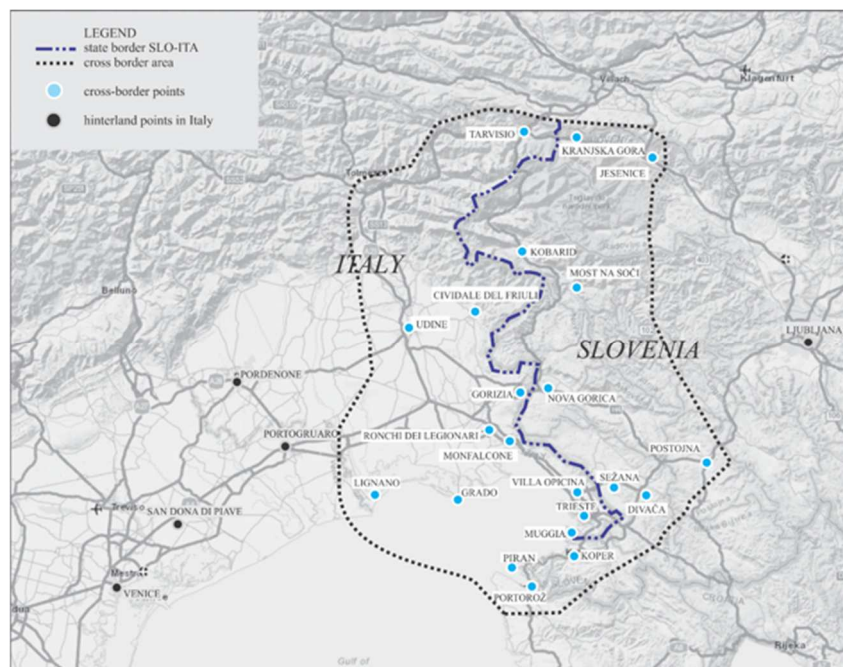 LEGEND
state border SLO-ITA
cross border area
cross-border points
hinterland points in Italy
Villach
Klagenfurt
TARVISIO
KRANJSKA GORA
JESENICE
KOBARID
ITALY
MOST NA SOČI
Belluno
CIVIDALE DEL FRIULI
UDINE
LJUBLJANA
SLOVENIA
PORDENONE
GORIZIA
NOVA GORICA
RONCHI DEI LEGIONARI
PORTOGRUARO
MONFALCONE
POSTOJNA
SEŽANA
VILLA OPICINA
LIGNANO
GRADO
DIVAČA
TRIESTE
Treviso
SAN DONA DI PIAVE
MUGGIA
KOPER
PIRAN
Mestre
VENICE
PORTOROŽ
CROATIA
Rijeka
Gulf of